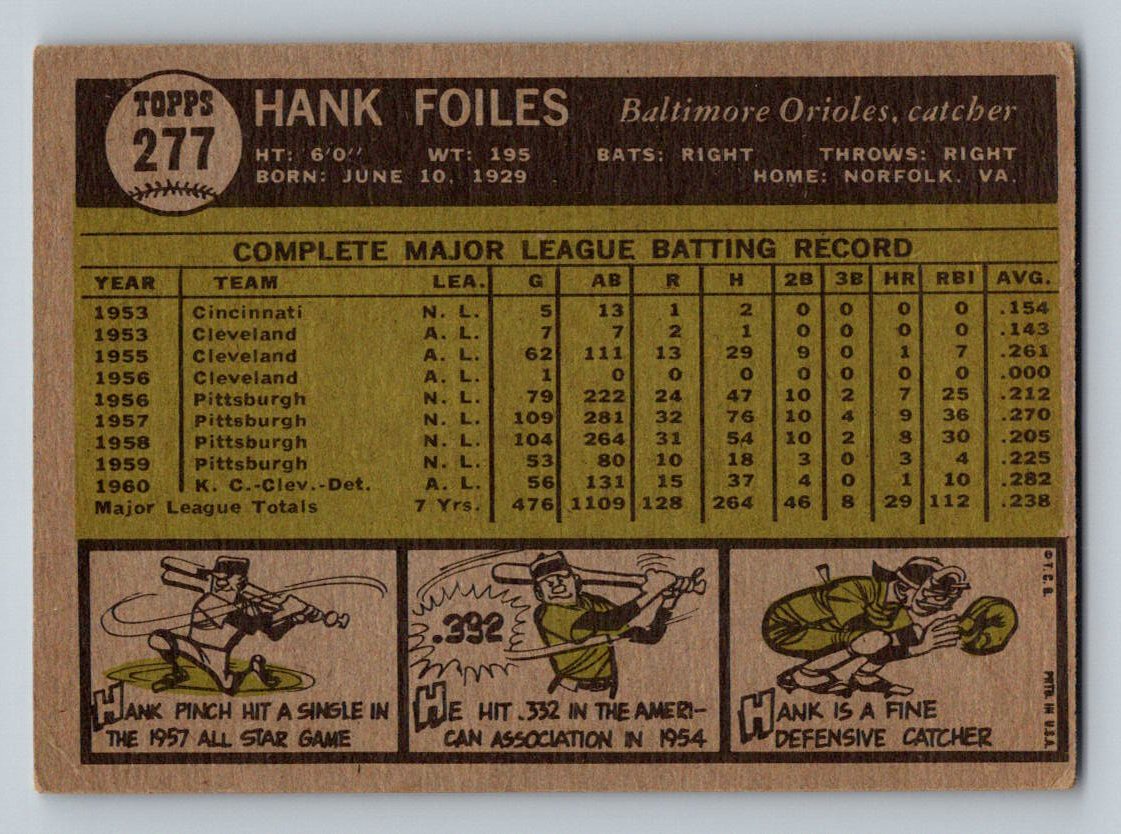 TOPPS
277
HANK FOILES Baltimore Orioles, catcher
HT: 6'0" WT: 195 BATS: RIGHT THROWS: RIGHT
BORN: JUNE 10, 1929 HOME: NORFOLK, VA.
COMPLETE MAJOR LEAGUE BATTING RECORD
YEAR TEAM LEA. G AB R H 2B 3B HR RBI AVG.
1953 Cincinnati N. L. 5 13 1 2 0 0 0 0 .154
1953 Cleveland A. L. 7 7 2 1 0 0 0 0 .143
1955 Cleveland A. L. 62 111 13 29 9 0 1 7 .261
1956 Cleveland A. L. 1 0 0 0 0 0 0 0 .000
1956 Pittsburgh N. L. 79 222 24 47 10 2 7 25 .212
1957 Pittsburgh N. L. 109 281 32 76 10 4 9 36 .270
1958 Pittsburgh N. L. 104 264 31 54 10 2 8 30 .205
1959 Pittsburgh N. L. 53 80 10 18 3 0 3 4 .225
1960 K. C.-Clev.-Det. A. L. 56 131 15 37 4 0 1 10 .282
Major League Totals 7 Yrs. 476 1109 128 264 46 8 29 112 .238
HANK PINCH HIT A SINGLE IN
THE 1957 ALL STAR GAME
.332
HE HIT .332 IN THE AMERI-
CAN ASSOCIATION IN 1954
HANK IS A FINE
DEFENSIVE CATCHER
© T. C. G. PTD. IN U.S.A.